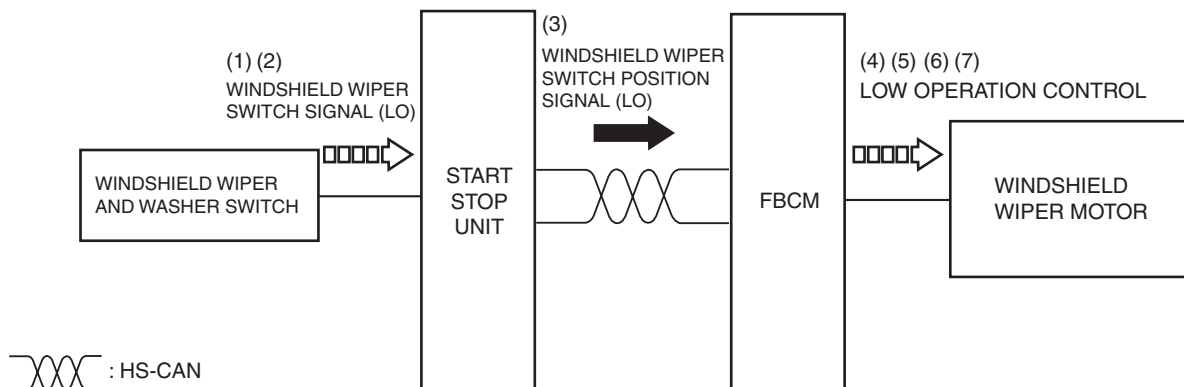 (1) (2)
WINDSHIELD WIPER
SWITCH SIGNAL (LO)
(3)
WINDSHIELD WIPER
SWITCH POSITION
SIGNAL (LO)
(4) (5) (6) (7)
LOW OPERATION CONTROL
WINDSHIELD WIPER
AND WASHER SWITCH
START
STOP
UNIT
FBCM
WINDSHIELD
WIPER MOTOR
: HS-CAN